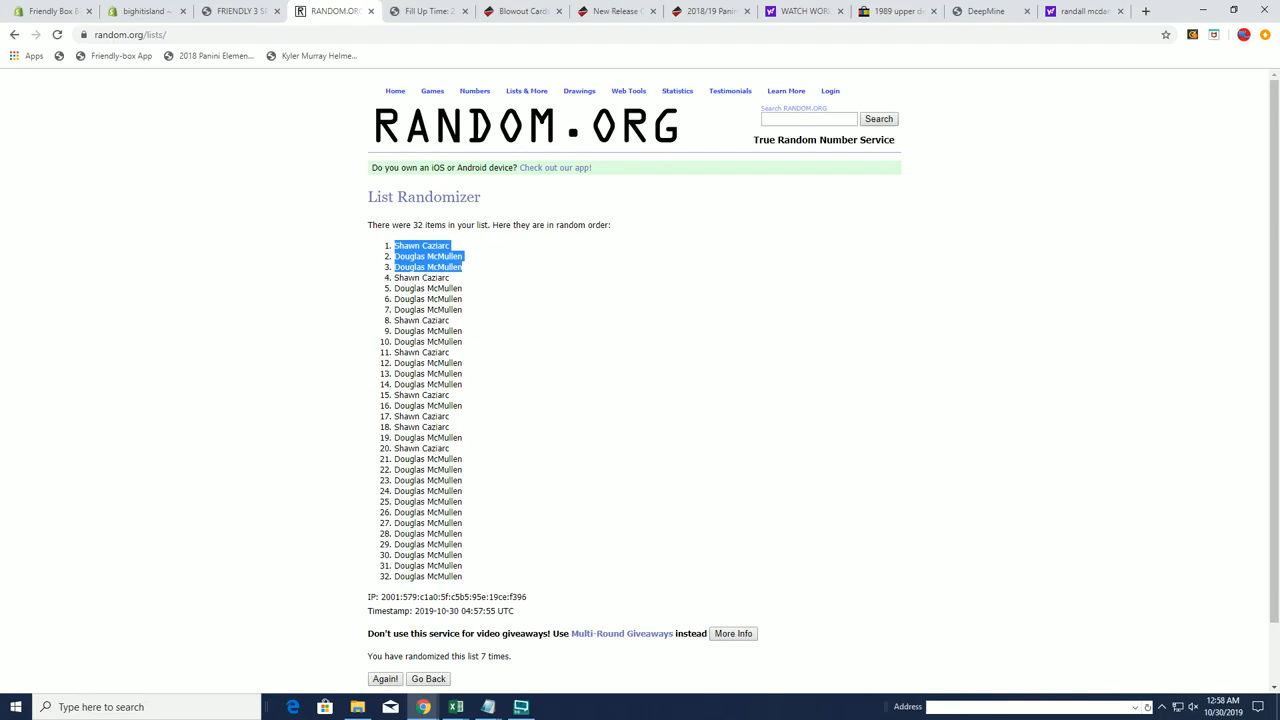 Friendly Box
bighitisland
FRIENDLY 3 S
RANDOM.OR
Fill Up Time: 2
Blowout Card
New Release C
2018/19 Panini
RANDOM WOR
1989 upper d
DeepMine
randall mcda
random.org/lists/
Apps
Friendly-box App
2018 Panini Elemen...
Kyler Murray Helme...
Home Games Numbers Lists & More Drawings Web Tools Statistics Testimonials Learn More Login
RANDOM.ORG
Search RANDOM.ORG
Search
True Random Number Service
Do you own an iOS or Android device? Check out our app!
List Randomizer
There were 32 items in your list. Here they are in random order:
1. Shawn Caziarc
2. Douglas McMullen
3. Douglas McMullen
4. Shawn Caziarc
5. Douglas McMullen
6. Douglas McMullen
7. Douglas McMullen
8. Shawn Caziarc
9. Douglas McMullen
10. Douglas McMullen
11. Shawn Caziarc
12. Douglas McMullen
13. Douglas McMullen
14. Douglas McMullen
15. Shawn Caziarc
16. Douglas McMullen
17. Shawn Caziarc
18. Shawn Caziarc
19. Douglas McMullen
20. Shawn Caziarc
21. Douglas McMullen
22. Douglas McMullen
23. Douglas McMullen
24. Douglas McMullen
25. Douglas McMullen
26. Douglas McMullen
27. Douglas McMullen
28. Douglas McMullen
29. Douglas McMullen
30. Douglas McMullen
31. Douglas McMullen
32. Douglas McMullen
IP: 2001:579:c1a0:5f:c5b5:95e:19ce:f396
Timestamp: 2019-10-30 04:57:55 UTC
Don't use this service for video giveaways! Use Multi-Round Giveaways instead More Info
You have randomized this list 7 times.
Again! Go Back
Type here to search
Address
12:58 AM
10/30/2019